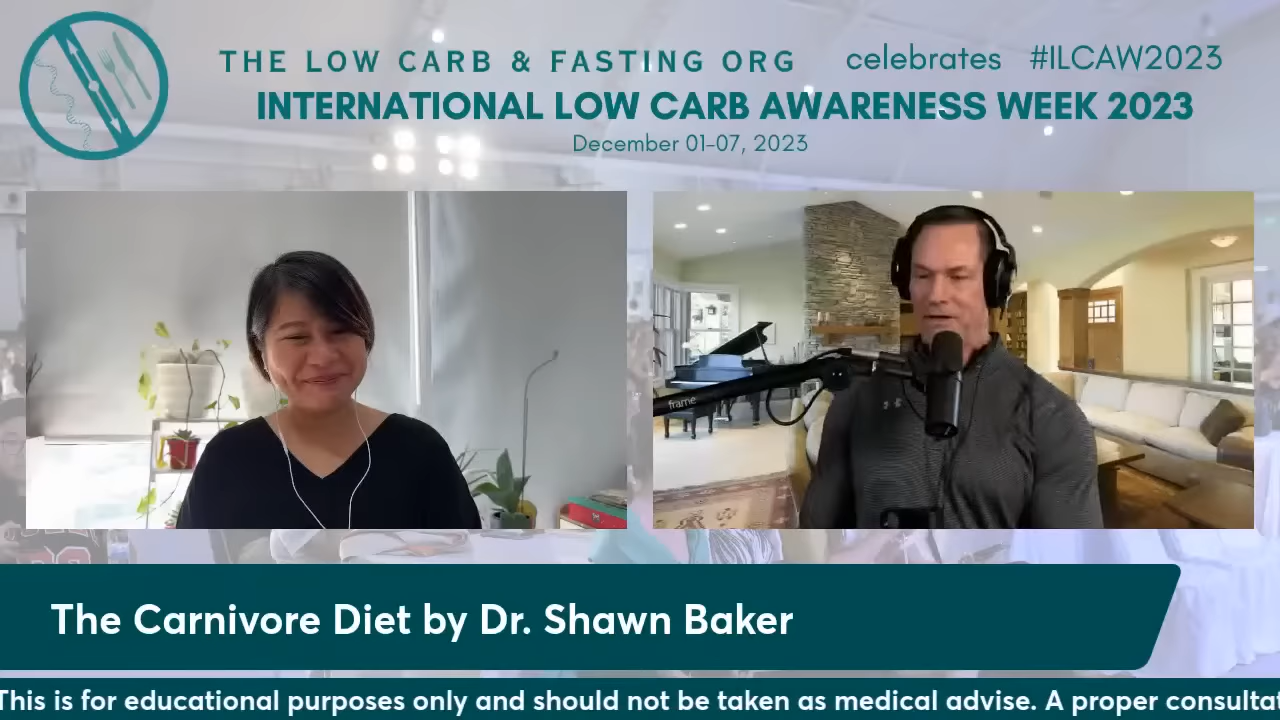 THE LOW CARB & FASTING ORG celebrates #ILCAW2023
INTERNATIONAL LOW CARB AWARENESS WEEK 2023
December 01-07, 2023
frame
The Carnivore Diet by Dr. Shawn Baker
This is for educational purposes only and should not be taken as medical advise. A proper consultat